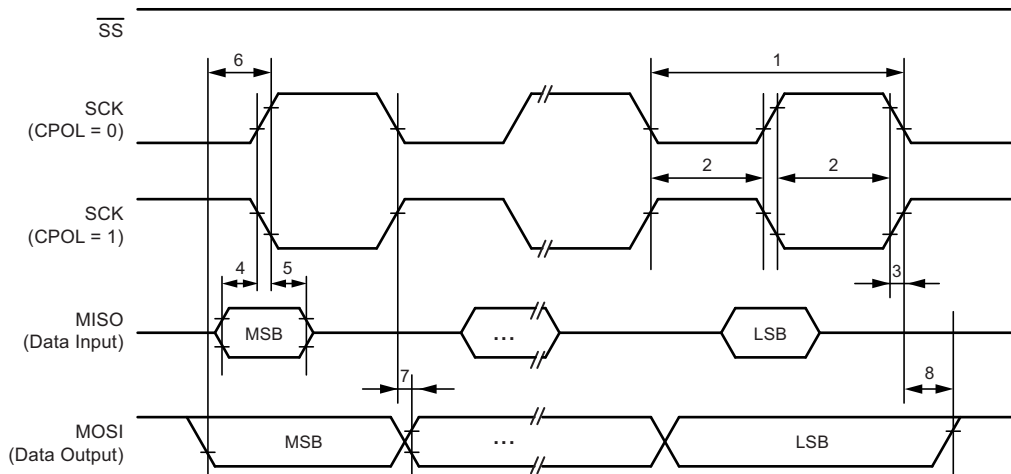 SS
6
1
SCK
(CPOL = 0)
2
2
SCK
(CPOL = 1)
4
5
3
MISO
(Data Input)
MSB
...
LSB
7
8
MOSI
(Data Output)
MSB
...
LSB